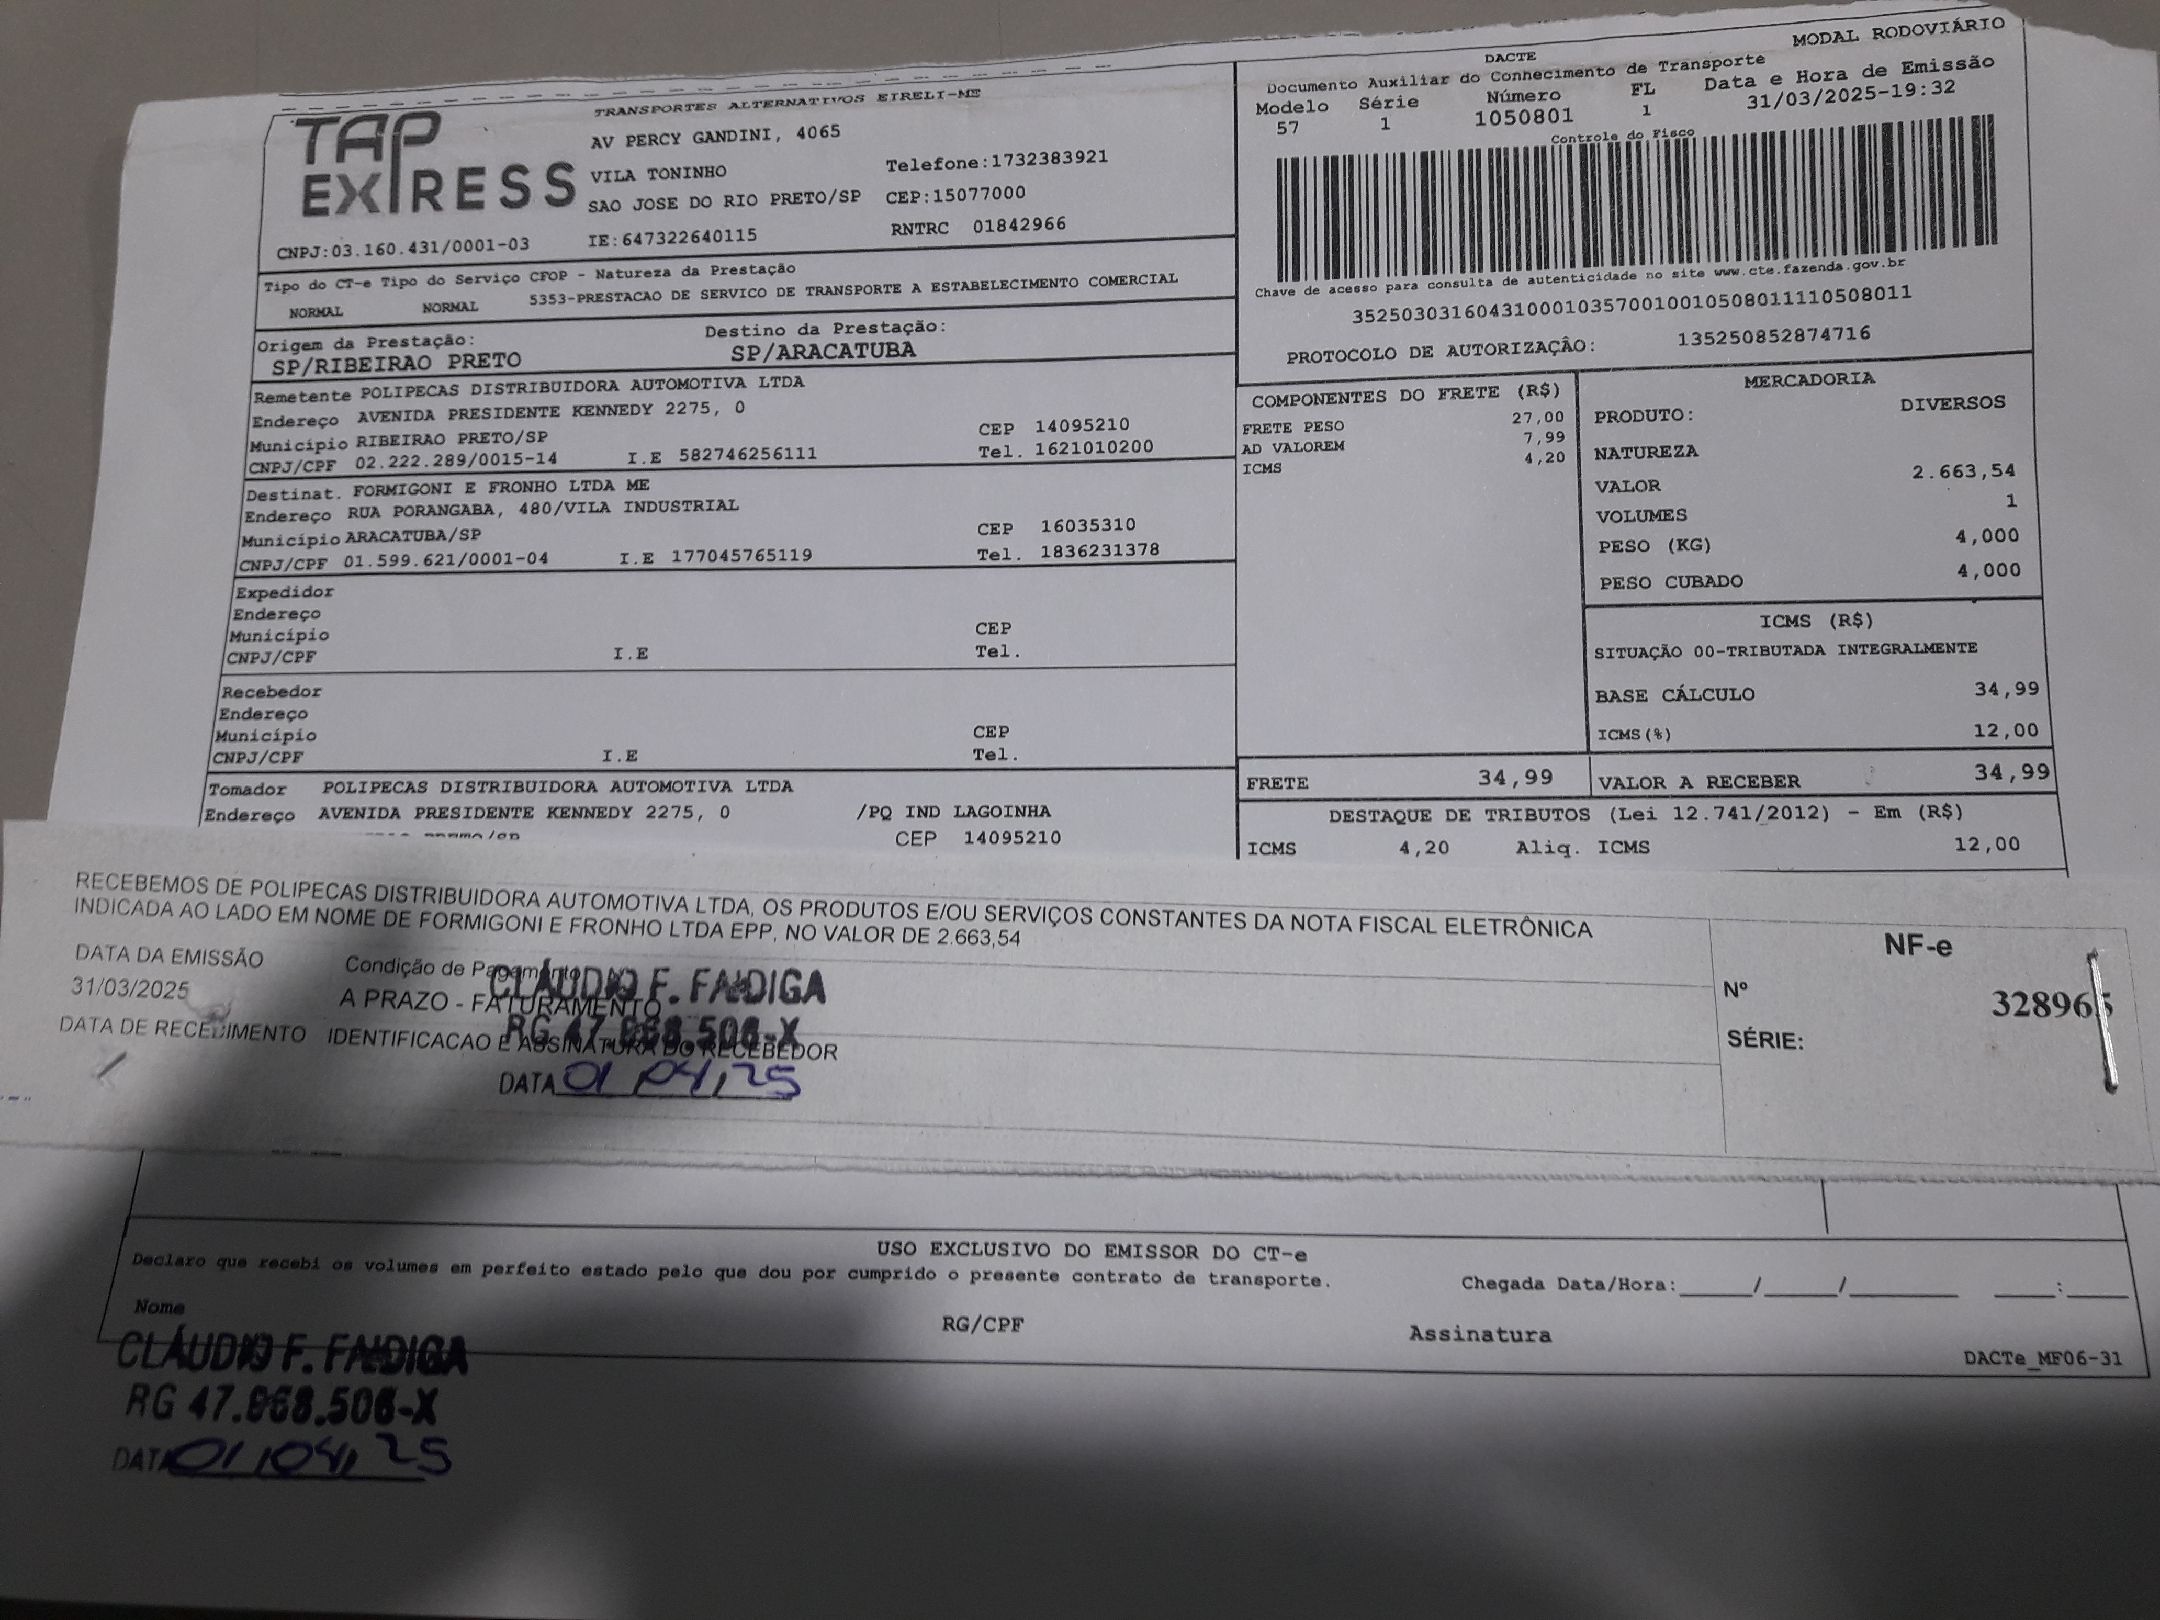 TAP EXPRESS
TRANSPORTES ALTERNATIVOS EIRELI-ME
AV PERCY GANDINI, 4065
VILA TONINHO Telefone:1732383921
SAO JOSE DO RIO PRETO/SP CEP:15077000
CNPJ:03.160.431/0001-03 IE:647322640115 RNTRC 01842966
DACTE MODAL RODOVIÁRIO
Documento Auxiliar do Conhecimento de Transporte
Modelo Série Número FL Data e Hora de Emissão
57 1 1050801 1 31/03/2025-19:32
Controle do Fisco
Chave de acesso para consulta de autenticidade no site www.cte.fazenda.gov.br
35250303160431000103570010010508011110508011
PROTOCOLO DE AUTORIZAÇÂO: 135250852874716
Tipo do CT-e Tipo do Serviço CFOP - Natureza da Prestação
NORMAL NORMAL 5353-PRESTACAO DE SERVICO DE TRANSPORTE A ESTABELECIMENTO COMERCIAL
Origem da Prestação: Destino da Prestação:
SP/RIBEIRAO PRETO SP/ARACATUBA
Remetente POLIPECAS DISTRIBUIDORA AUTOMOTIVA LTDA
Endereço AVENIDA PRESIDENTE KENNEDY 2275, 0
Município RIBEIRAO PRETO/SP CEP 14095210
CNPJ/CPF 02.222.289/0015-14 I.E 582746256111 Tel. 1621010200
Destinat. FORMIGONI E FRONHO LTDA ME
Endereço RUA PORANGABA, 480/VILA INDUSTRIAL
Município ARACATUBA/SP CEP 16035310
CNPJ/CPF 01.599.621/0001-04 I.E 177045765119 Tel. 1836231378
Expedidor
Endereço
Município CEP
CNPJ/CPF I.E Tel.
Recebedor
Endereço
Município CEP
CNPJ/CPF I.E Tel.
Tomador POLIPECAS DISTRIBUIDORA AUTOMOTIVA LTDA
Endereço AVENIDA PRESIDENTE KENNEDY 2275, 0 /PQ IND LAGOINHA
CEP 14095210
COMPONENTES DO FRETE (R$)
FRETE PESO 27,00
AD VALOREM 7,99
ICMS 4,20
MERCADORIA
PRODUTO: DIVERSOS
NATUREZA
VALOR 2.663,54
VOLUMES 1
PESO (KG) 4,000
PESO CUBADO 4,000
ICMS (R$)
SITUAÇÃO 00-TRIBUTADA INTEGRALMENTE
BASE CÁLCULO 34,99
ICMS(%) 12,00
FRETE 34,99 VALOR A RECEBER 34,99
DESTAQUE DE TRIBUTOS (Lei 12.741/2012) - Em (R$)
ICMS 4,20 Aliq. ICMS 12,00
RECEBEMOS DE POLIPECAS DISTRIBUIDORA AUTOMOTIVA LTDA, OS PRODUTOS E/OU SERVIÇOS CONSTANTES DA NOTA FISCAL ELETRÔNICA
INDICADA AO LADO EM NOME DE FORMIGONI E FRONHO LTDA EPP, NO VALOR DE 2.663,54
DATA DA EMISSÃO Condição de Pagamento
31/03/2025 A PRAZO - FATURAMENTO
DATA DE RECEBIMENTO IDENTIFICACAO E ASSINATURA DO RECEBEDOR
CLÁUDIO F.
RG
DATA 01/04/25
NF-e
Nº 328965
SÉRIE:
USO EXCLUSIVO DO EMISSOR DO CT-e
Declaro que recebi os volumes em perfeito estado pelo que dou por cumprido o presente contrato de transporte. Chegada Data/Hora:_____/_____/_______ ____:____
Nome RG/CPF Assinatura
DACTe_MF06-31
CLÁUDIO F.
RG
DATA 01/04/25